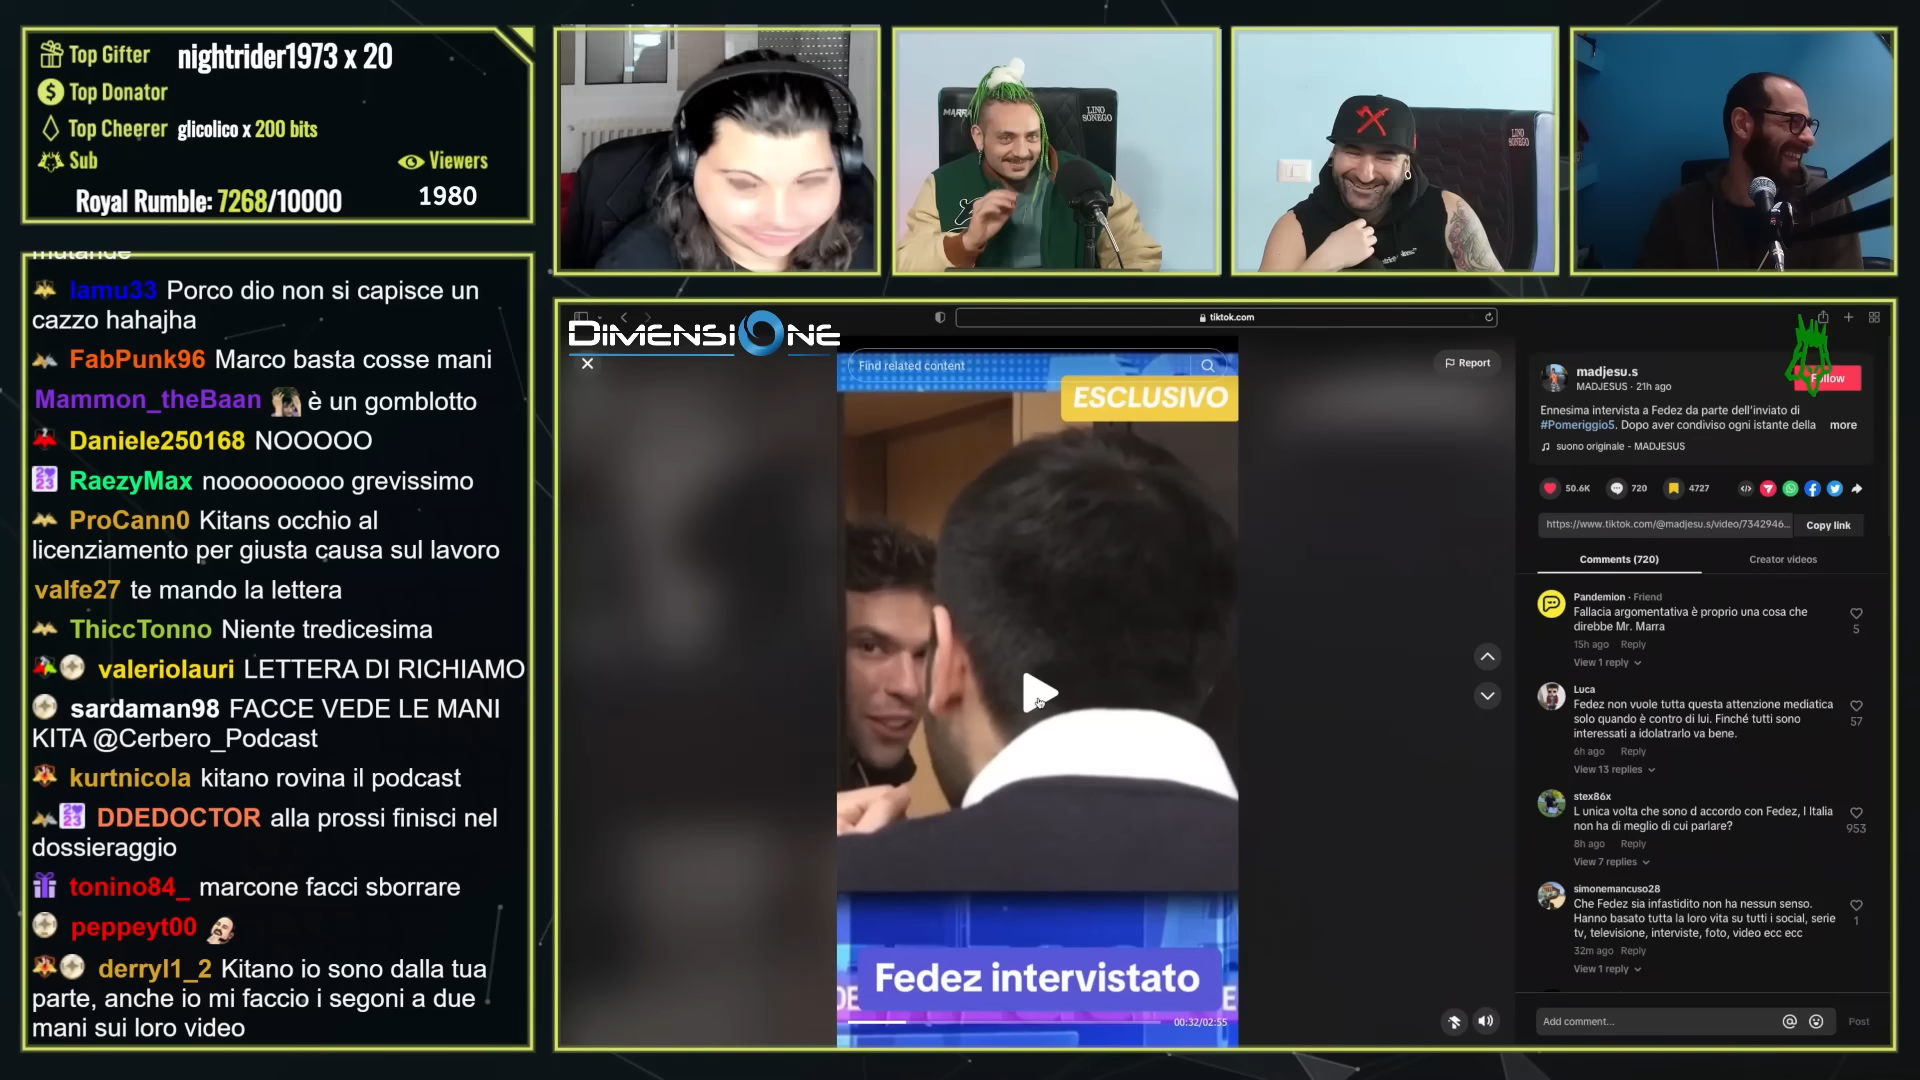 Top Gifter nightrider1973 x 20
Top Donator
Top Cheerer glicolico x 200 bits
Sub
Viewers
Royal Rumble: 7268/10000
1980
mutande
lamu33 Porco dio non si capisce un
cazzo hahajha
FabPunk96 Marco basta cosse mani
Mammon_theBaan è un gomblotto
Daniele250168 NOOOOO
RaezyMax nooooooooo grevissimo
ProCann0 Kitans occhio al
licenziamento per giusta causa sul lavoro
valfe27 te mando la lettera
ThiccTonno Niente tredicesima
valeriolauri LETTERA DI RICHIAMO
sardaman98 FACCE VEDE LE MANI
KITA @Cerbero_Podcast
kurtnicola kitano rovina il podcast
DDEDOCTOR alla prossi finisci nel
dossieraggio
tonino84_ marcone facci sborrare
peppeyt00
derryl1_2 Kitano io sono dalla tua
parte, anche io mi faccio i segoni a due
mani sui loro video
LINO
SONEGO
LINO
SONEGO
DIMENSIONE
tiktok.com
Find related content
ESCLUSIVO
Report
Fedez intervistato
00:32/02:55
madjesu.s
MADJESUS · 21h ago
Follow
Ennesima intervista a Fedez da parte dell'inviato di
#Pomeriggio5. Dopo aver condiviso ogni istante della more
suono originale - MADJESUS
50.6K 720 4727
https://www.tiktok.com/@madjesu.s/video/7342946... Copy link
Comments (720) Creator videos
Pandemion · Friend
Fallacia argomentativa è proprio una cosa che
direbbe Mr. Marra
5
15h ago Reply
View 1 reply
Luca
Fedez non vuole tutta questa attenzione mediatica
solo quando è contro di lui. Finché tutti sono
interessati a idolatrarlo va bene.
57
6h ago Reply
View 13 replies
stex86x
L unica volta che sono d accordo con Fedez, l Italia
non ha di meglio di cui parlare?
953
8h ago Reply
View 7 replies
simonemancuso28
Che Fedez sia infastidito non ha nessun senso.
Hanno basato tutta la loro vita su tutti i social, serie
tv, televisione, interviste, foto, video ecc ecc
1
32m ago Reply
View 1 reply
Add comment... Post